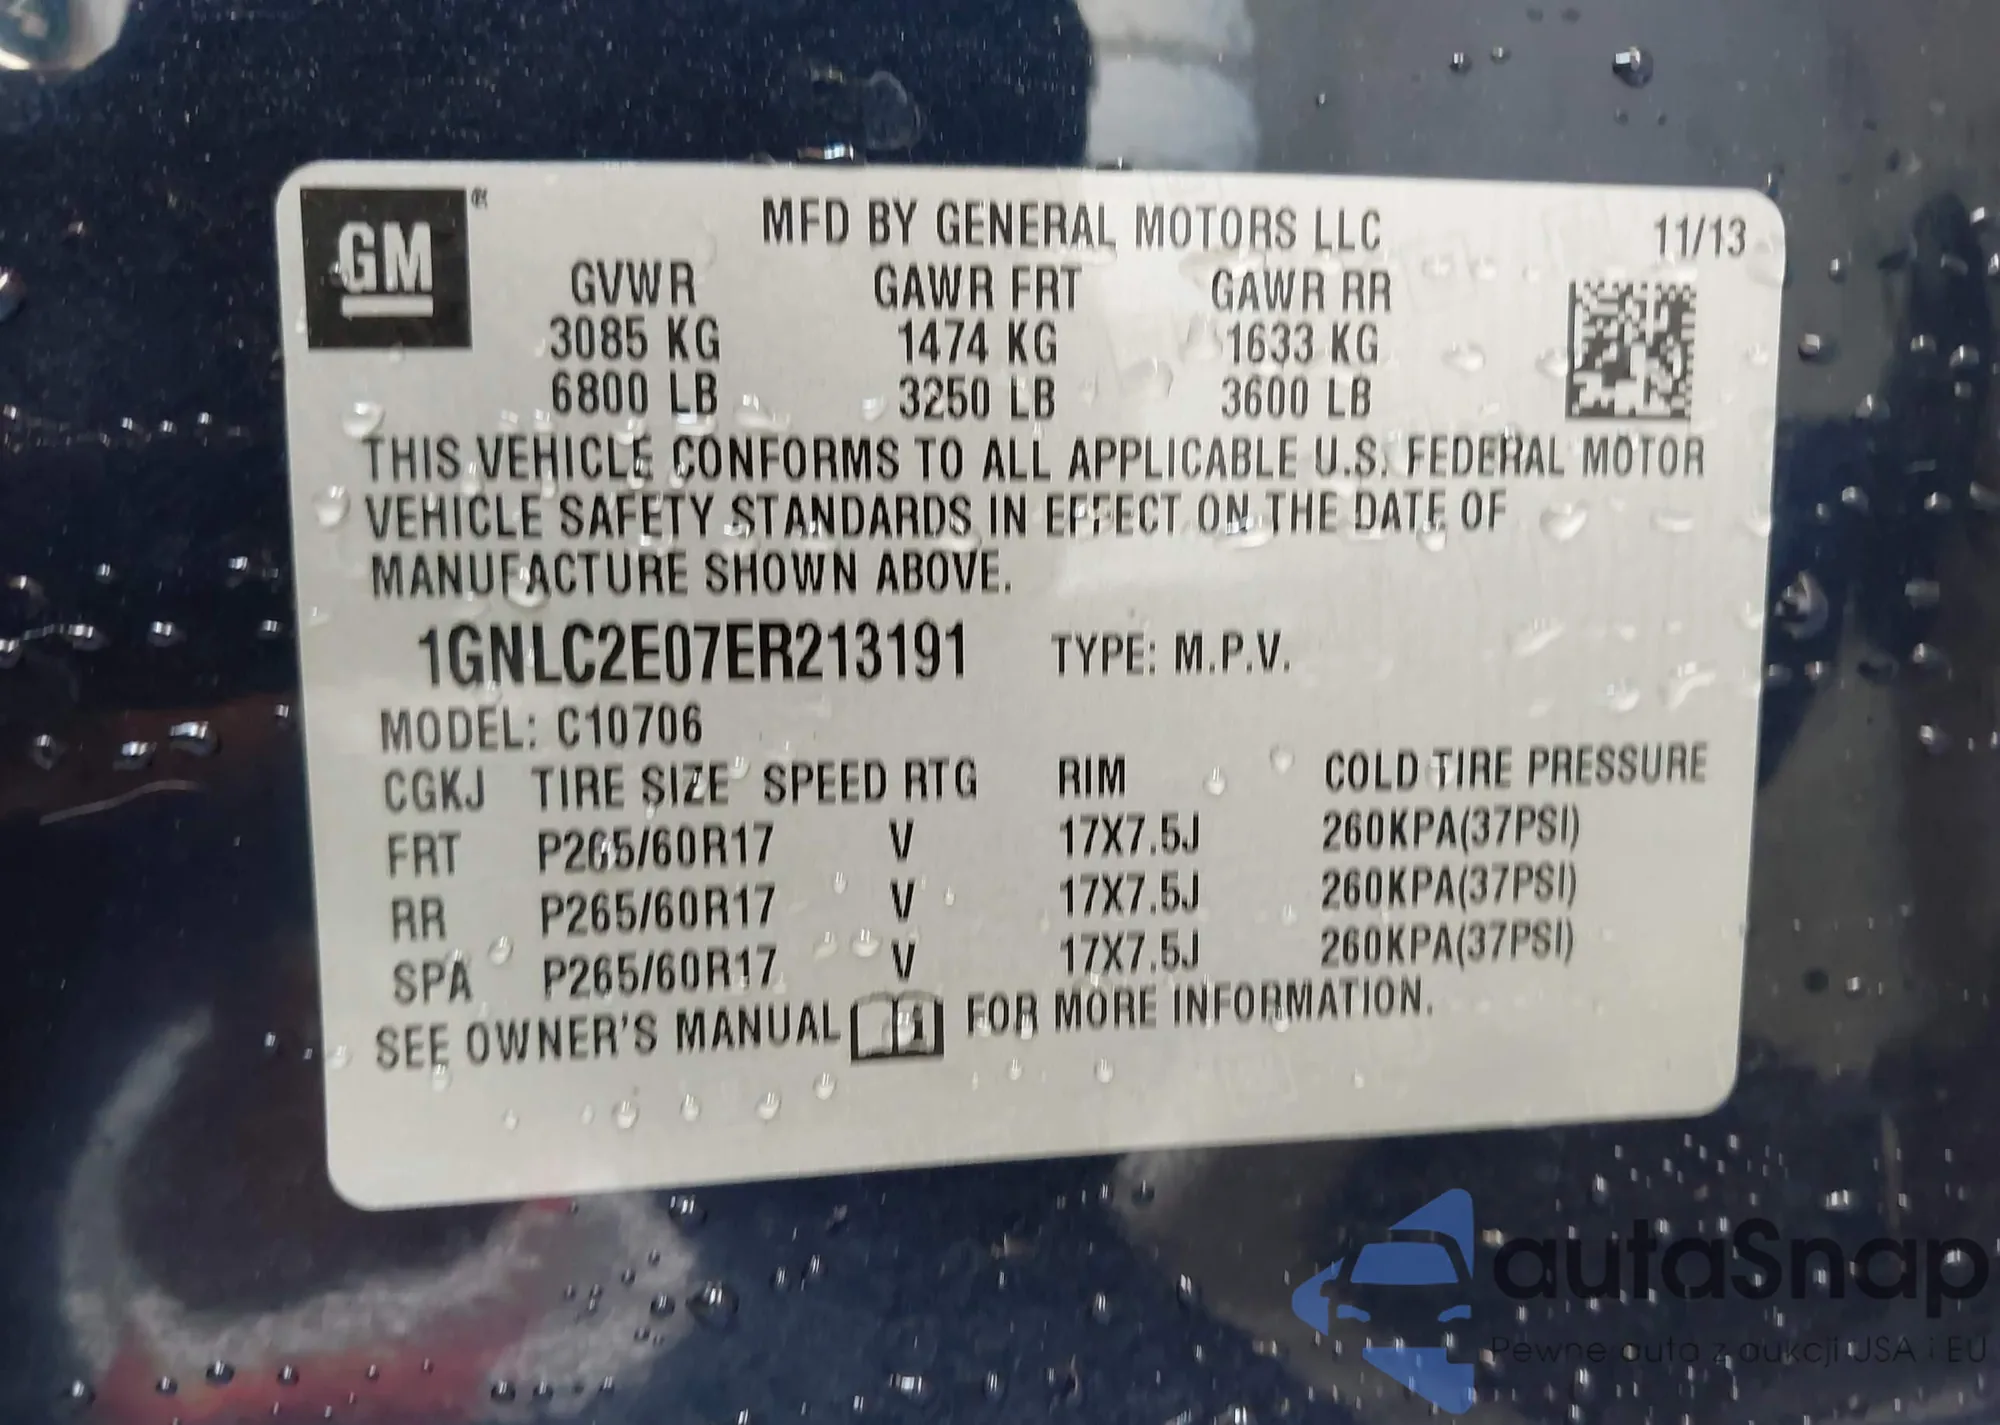 GM ®
MFD BY GENERAL MOTORS LLC 11/13
GVWR GAWR FRT GAWR RR
3085 KG 1474 KG 1633 KG
6800 LB 3250 LB 3600 LB
THIS VEHICLE CONFORMS TO ALL APPLICABLE U.S. FEDERAL MOTOR
VEHICLE SAFETY STANDARDS IN EFFECT ON THE DATE OF
MANUFACTURE SHOWN ABOVE.
1GNLC2E07ER213191 TYPE: M.P.V.
MODEL: C10706
CGKJ TIRE SIZE SPEED RTG RIM COLD TIRE PRESSURE
FRT P265/60R17 V 17X7.5J 260KPA(37PSI)
RR P265/60R17 V 17X7.5J 260KPA(37PSI)
SPA P265/60R17 V 17X7.5J 260KPA(37PSI)
SEE OWNER'S MANUAL i FOR MORE INFORMATION.
autaSnap
Pewne auta z aukcji USA i EU